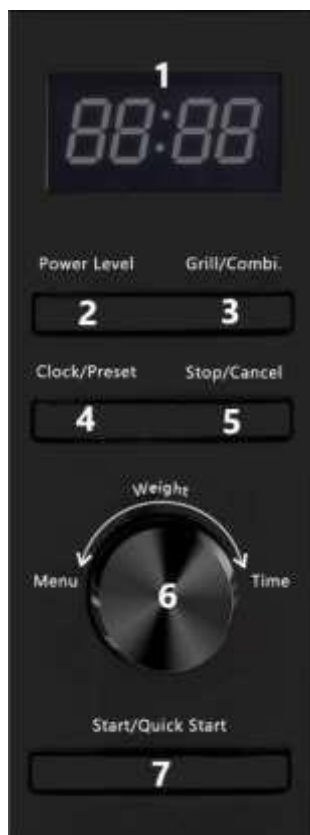 1
88:88
Power Level Grill/Combi.
2 3
Clock/Preset Stop/Cancel
4 5
Weight
Menu 6 Time
Start/Quick Start
7